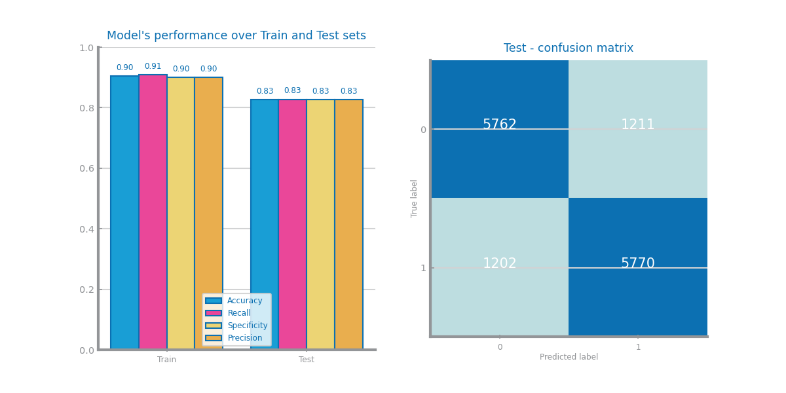 Model's performance over Train and Test sets
1.0
0.90
0.91
0.90
0.90
0.83
0.83
0.83
0.83
0.8
0.6
0.4
0.2
0.0
Accuracy
Recall
Specificity
Precision
Train
Test
Test - confusion matrix
True label
0
5762
1211
1
1202
5770
0
1
Predicted label